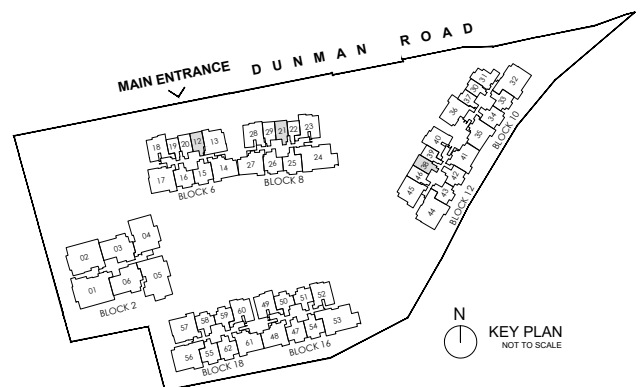 DUNMAN ROAD
MAIN ENTRANCE
18 19 20 12 13
17 16 15 14
BLOCK 6
28 29 21 22 23
27 26 25 24
BLOCK 8
31 32
30
37 33
36 34
35
BLOCK 10
40
39 41
38
46 42
45 43
44
BLOCK 12
02 03 04
01 06 05
BLOCK 2
57 58 59 60
56 55 62 61
BLOCK 18
49 50 51 52
48 47 54 53
BLOCK 16
N
KEY PLAN
NOT TO SCALE